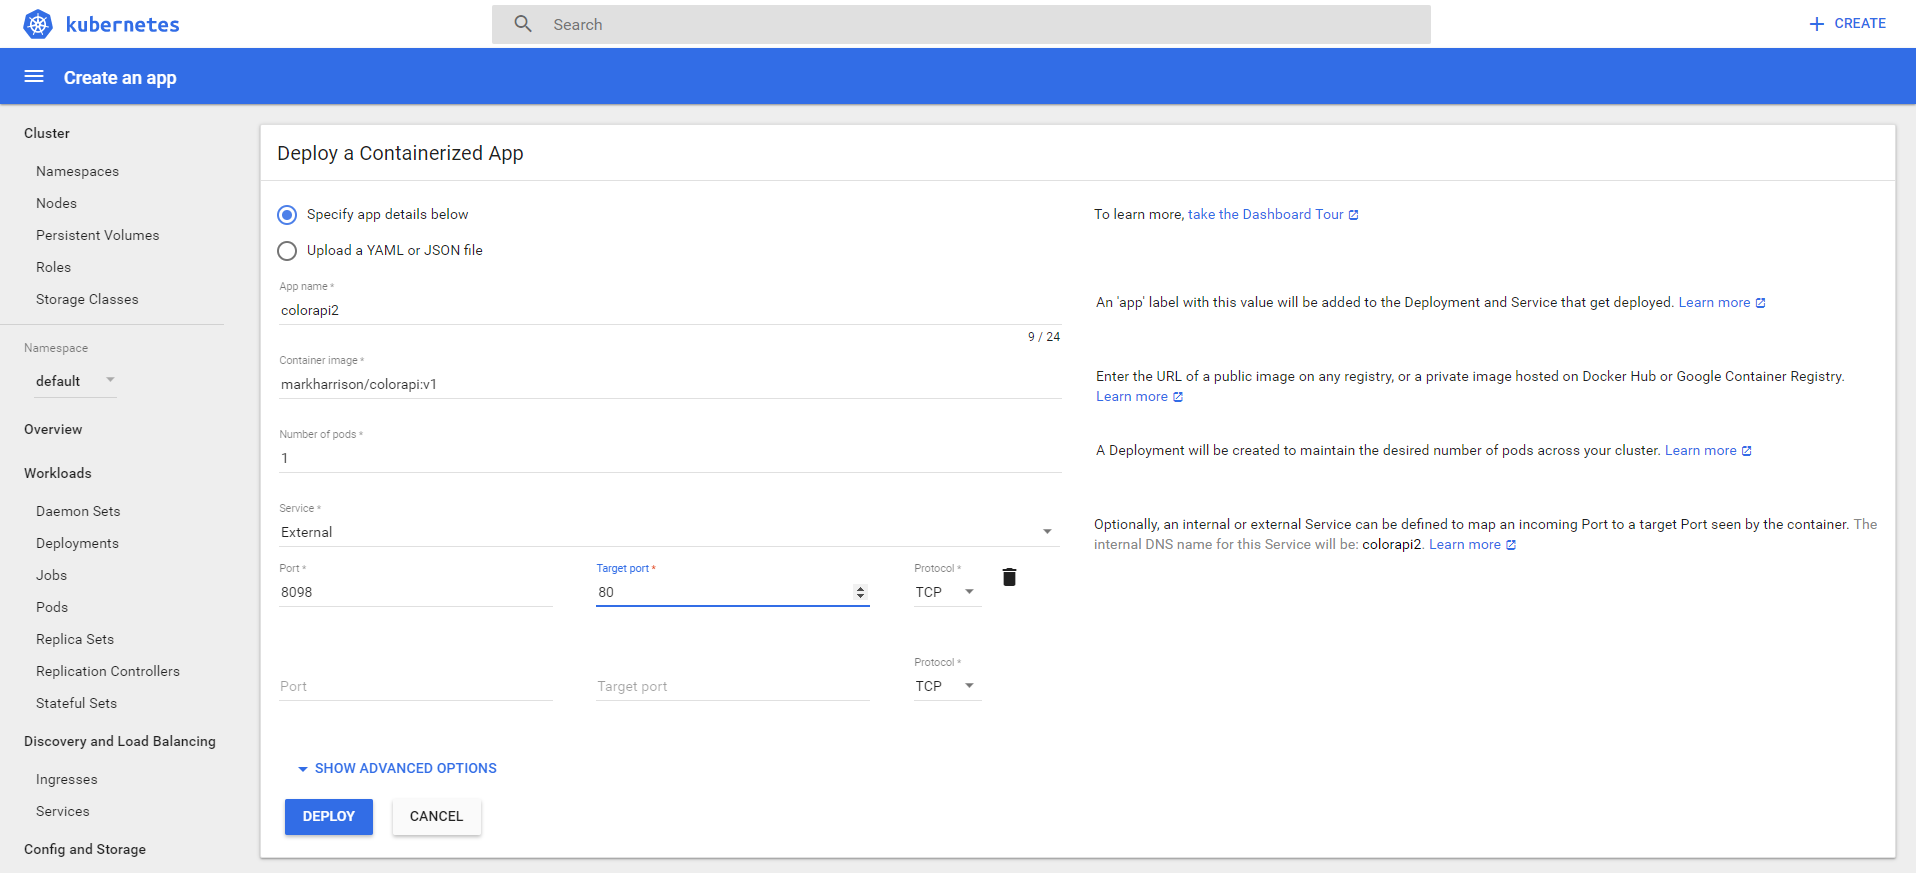 kubernetes
Search
CREATE
Create an app
Cluster
Namespaces
Nodes
Persistent Volumes
Roles
Storage Classes
Namespace
default
Overview
Workloads
Daemon Sets
Deployments
Jobs
Pods
Replica Sets
Replication Controllers
Stateful Sets
Discovery and Load Balancing
Ingresses
Services
Config and Storage
Deploy a Containerized App
Specify app details below
To learn more, take the Dashboard Tour
Upload a YAML or JSON file
App name *
colorapi2
9 / 24
An 'app' label with this value will be added to the Deployment and Service that get deployed. Learn more
Container image *
markharrison/colorapi:v1
Enter the URL of a public image on any registry, or a private image hosted on Docker Hub or Google Container Registry.
Learn more
Number of pods *
1
A Deployment will be created to maintain the desired number of pods across your cluster. Learn more
Service *
External
Optionally, an internal or external Service can be defined to map an incoming Port to a target Port seen by the container. The
internal DNS name for this Service will be: colorapi2. Learn more
Port *
8098
Target port *
80
Protocol *
TCP
Port
Target port
Protocol *
TCP
SHOW ADVANCED OPTIONS
DEPLOY
CANCEL